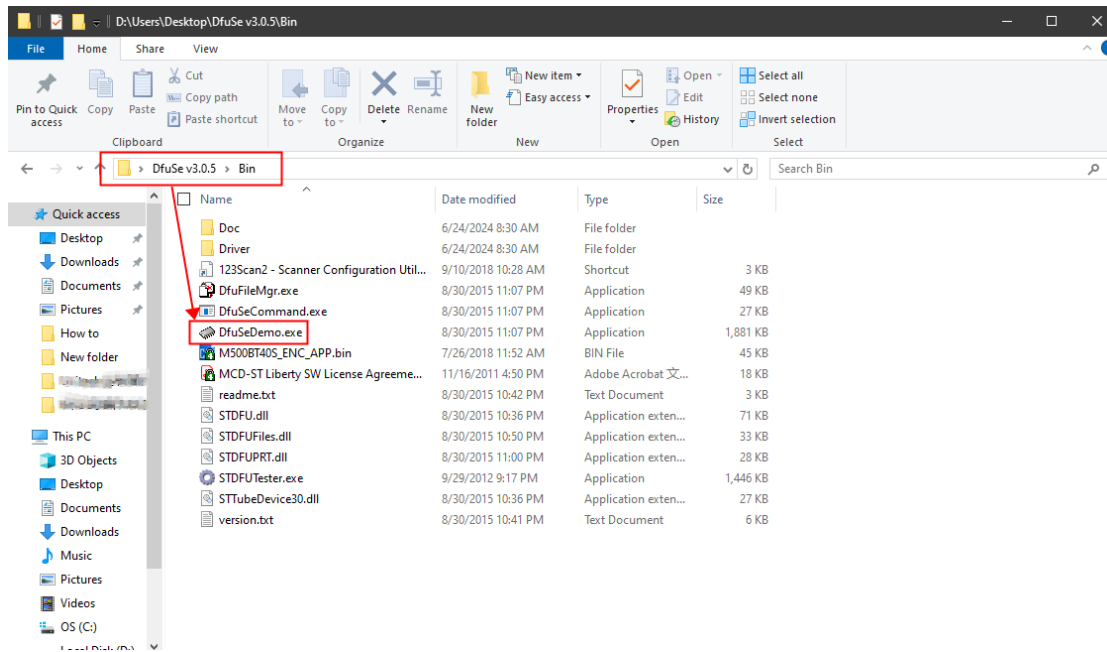 D:\Users\Desktop\DfuSe v3.0.5\Bin
File Home Share View
Pin to Quick access
Copy
Paste
Cut
Copy path
Paste shortcut
Move to
Copy to
Delete
Rename
New folder
New item
Easy access
Properties
Open
Edit
History
Select all
Select none
Invert selection
Clipboard Organize New Open Select
DfuSe v3.0.5 > Bin
Search Bin
Quick access
Desktop
Downloads
Documents
Pictures
How to
New folder
This PC
3D Objects
Desktop
Documents
Downloads
Music
Pictures
Videos
OS (C:)
Local Disk (D:)
Name Date modified Type Size
Doc 6/24/2024 8:30 AM File folder
Driver 6/24/2024 8:30 AM File folder
123Scan2 - Scanner Configuration Util... 9/10/2018 10:28 AM Shortcut 3 KB
DfuFileMgr.exe 8/30/2015 11:07 PM Application 49 KB
DfuSeCommand.exe 8/30/2015 11:07 PM Application 27 KB
DfuSeDemo.exe 8/30/2015 11:07 PM Application 1,881 KB
M500BT40S_ENC_APP.bin 7/26/2018 11:52 AM BIN File 45 KB
MCD-ST Liberty SW License Agreeme... 11/16/2011 4:50 PM Adobe Acrobat 文... 18 KB
readme.txt 8/30/2015 10:42 PM Text Document 3 KB
STDFU.dll 8/30/2015 10:36 PM Application exten... 71 KB
STDFUFiles.dll 8/30/2015 10:50 PM Application exten... 33 KB
STDFUPRT.dll 8/30/2015 11:00 PM Application exten... 28 KB
STDFUTester.exe 9/29/2012 9:17 PM Application 1,446 KB
STTubeDevice30.dll 8/30/2015 10:36 PM Application exten... 27 KB
version.txt 8/30/2015 10:41 PM Text Document 6 KB